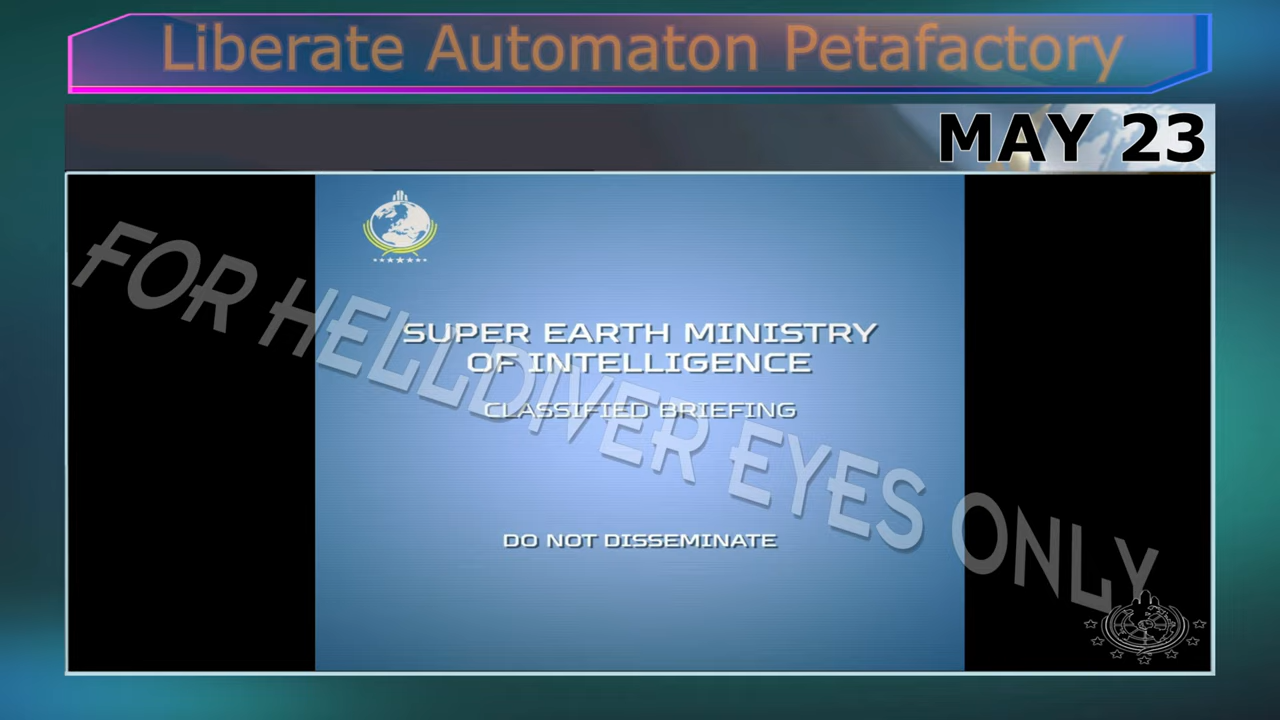 Liberate Automaton Petafactory
MAY 23
SUPER EARTH MINISTRY
OF INTELLIGENCE
CLASSIFIED BRIEFING
DO NOT DISSEMINATE
FOR HELLDIVER EYES ONLY